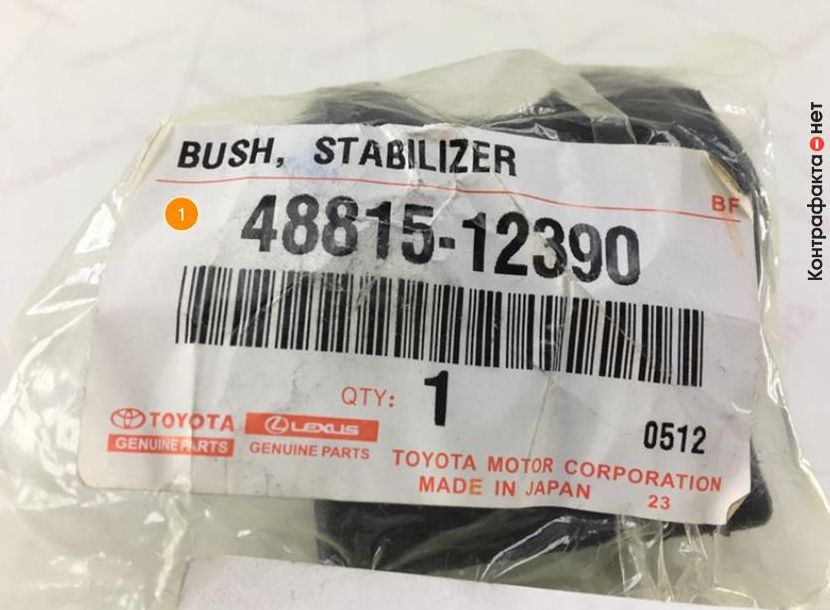 BUSH, STABILIZER
BF
1
48815-12390
QTY: 1
0512
TOYOTA
GENUINE PARTS
LEXUS
GENUINE PARTS
TOYOTA MOTOR CORPORATION
MADE IN JAPAN
23
Контрафакта нет